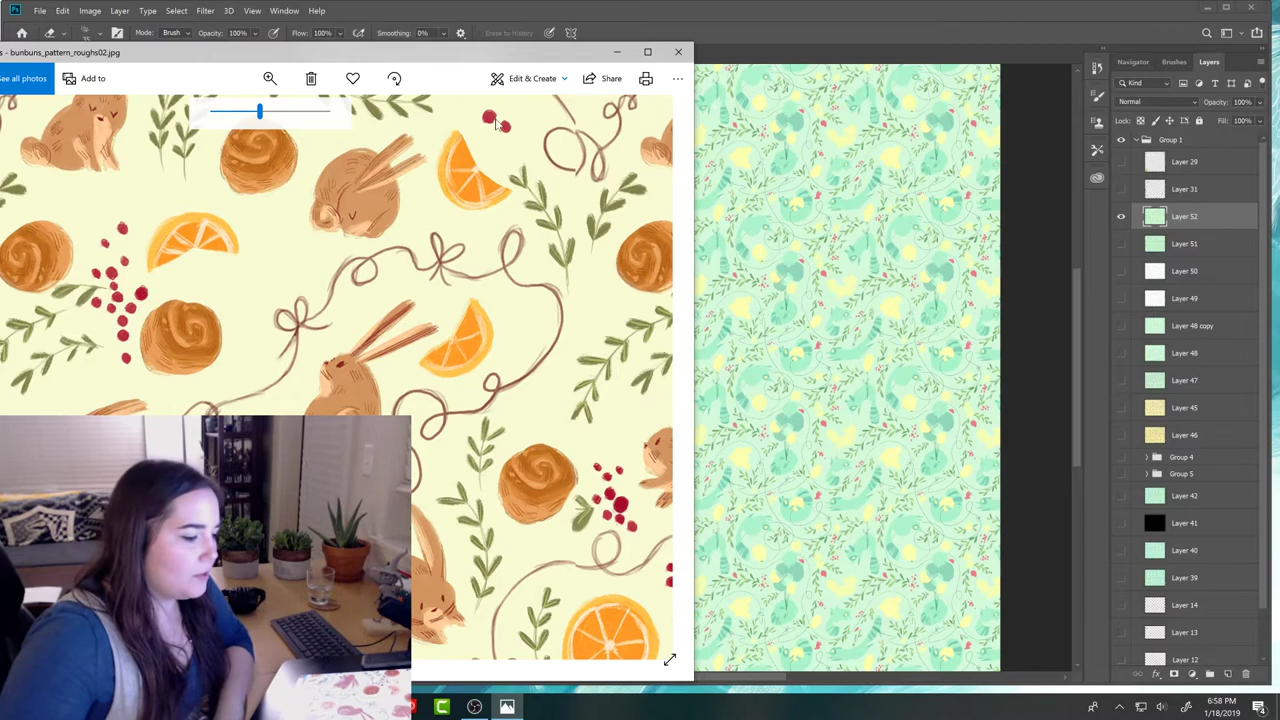 Ps File Edit Image Layer Type Select Filter 3D View Window Help
Mode: Brush Opacity: 100% Flow: 100% Smoothing: 0% Erase to History
s - bunbuns_pattern_roughs02.jpg
See all photos Add to Edit & Create Share
Navigator Brushes Layers
Kind
Normal Opacity: 100%
Lock: Fill: 100%
Group 1
Layer 29
Layer 31
Layer 52
Layer 51
Layer 50
Layer 49
Layer 48 copy
Layer 48
Layer 47
Layer 45
Layer 46
Group 4
Group 5
Layer 42
Layer 41
Layer 40
Layer 39
Layer 14
Layer 13
Layer 12
6:58 PM
1/18/2019